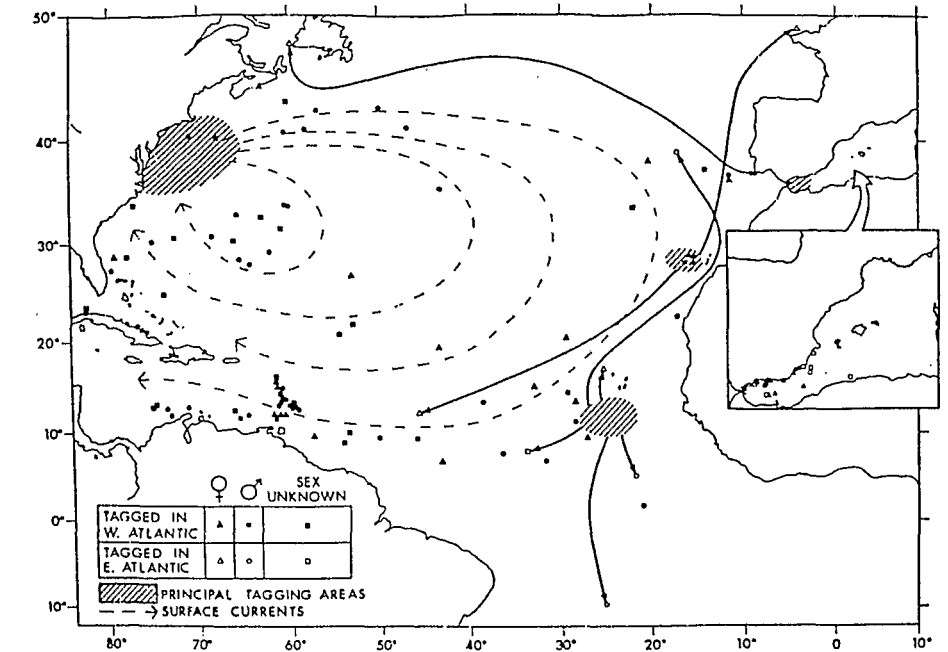 50°
40°
30°
20°
10°
0°
10°
80° 70° 60° 50° 40° 30° 20° 10° 0 10°
♀ ♂ SEX
UNKNOWN
TAGGED IN
W. ATLANTIC
TAGGED IN
E. ATLANTIC
PRINCIPAL TAGGING AREAS
SURFACE CURRENTS